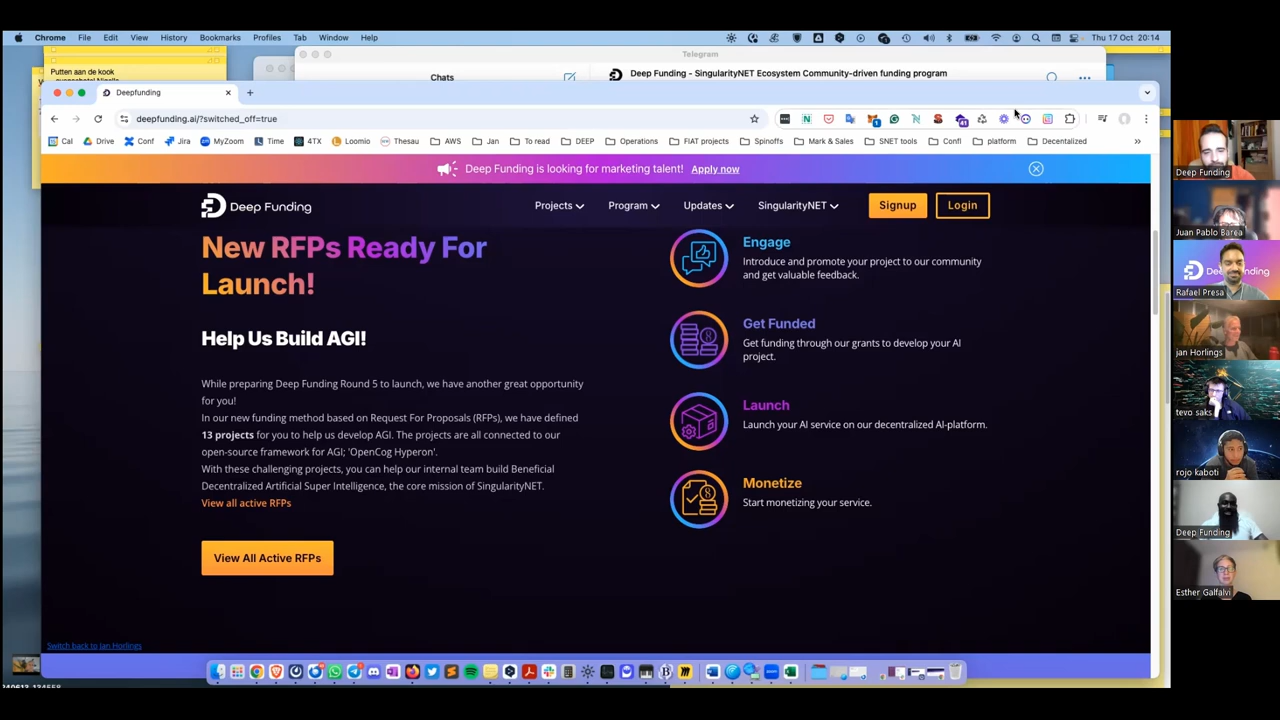 Chrome File Edit View History Bookmarks Profiles Tab Window Help
Thu 17 Oct 20:14
Telegram
Putten aan de kook
Chats
Deep Funding - SingularityNET Ecosystem Community-driven funding program
Deepfunding
deepfunding.ai/?switched_off=true
Cal Drive Conf Jira MyZoom Time 4TX Loomio Thesau AWS Jan To read DEEP Operations FIAT projects Spinoffs Mark & Sales SNET tools Confl platform Decentralized
Deep Funding is looking for marketing talent! Apply now
Deep Funding
Projects Program Updates SingularityNET Signup Login
New RFPs Ready For
Launch!
Help Us Build AGI!
While preparing Deep Funding Round 5 to launch, we have another great opportunity
for you!
In our new funding method based on Request For Proposals (RFPs), we have defined
13 projects for you to help us develop AGI. The projects are all connected to our
open-source framework for AGI; 'OpenCog Hyperon'.
With these challenging projects, you can help our internal team build Beneficial
Decentralized Artificial Super Intelligence, the core mission of SingularityNET.
View all active RFPs
View All Active RFPs
Engage
Introduce and promote your project to our community
and get valuable feedback.
Get Funded
Get funding through our grants to develop your AI
project.
Launch
Launch your AI service on our decentralized AI-platform.
Monetize
Start monetizing your service.
Switch back to Jan Horlings
Deep Funding
Juan Pablo Barea
Rafael Presa
jan Horlings
tevo saks
rojo kaboti
Deep Funding
Esther Galfalvi